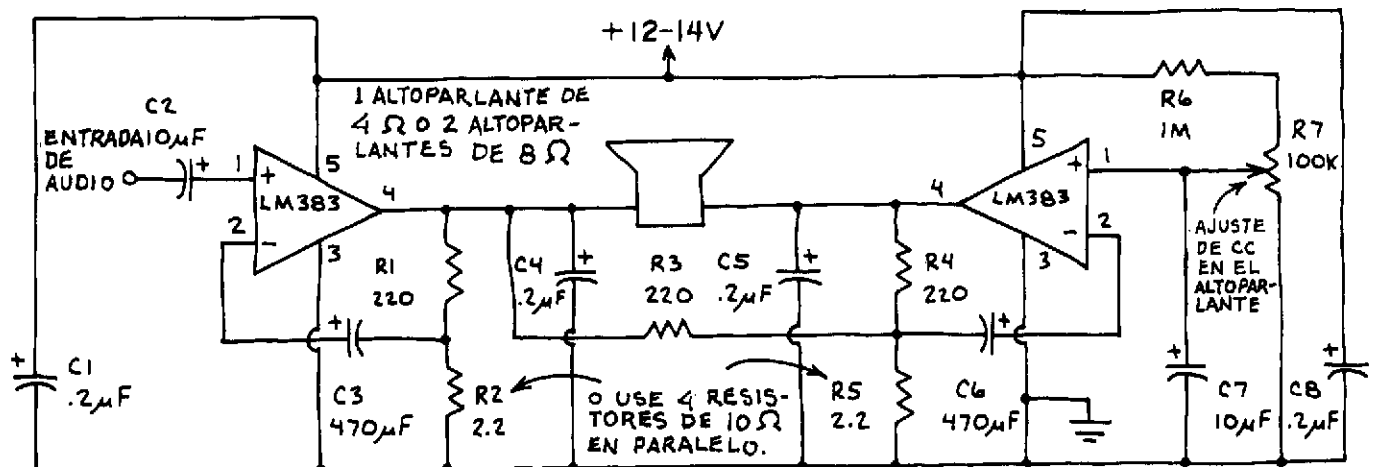 +12-14V
C2
ENTRADA 10µF
DE
AUDIO
1
+
LM383
2
-
5
3
4
1 ALTOPARLANTE DE
4 Ω O 2 ALTOPAR-
LANTES DE 8 Ω
R1
220
+
C4
.2µF
R3
220
+
C5
.2µF
R4
220
4
5
+
1
LM383
-
2
3
R6
1M
R7
100K
AJUSTE
DE CC
EN EL
ALTOPAR-
LANTE
+
C1
.2µF
+
C3
470µF
R2
2.2
O USE 4 RESIS-
TORES DE 10 Ω
EN PARALELO.
R5
2.2
+
C6
470µF
+
C7
10µF
+
C8
.2µF